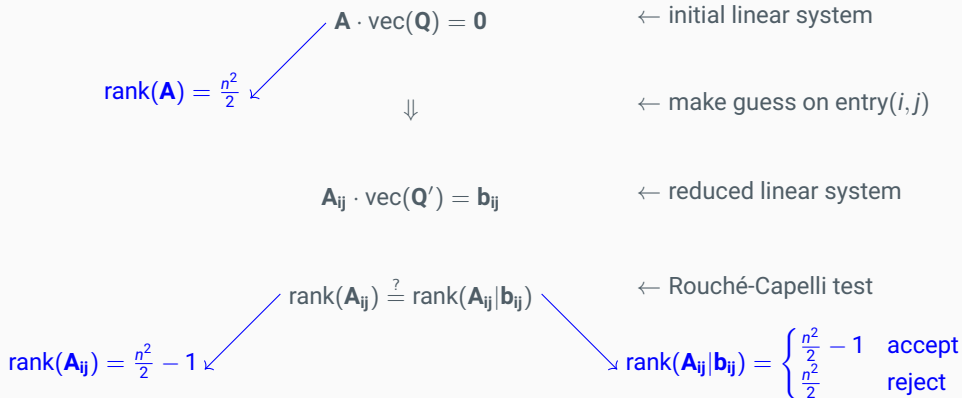 A · vec(Q) = 0 ← initial linear system
rank(A) = n²/2
⇓ ← make guess on entry(i, j)
A_ij · vec(Q′) = b_ij ← reduced linear system
rank(A_ij) ?= rank(A_ij|b_ij) ← Rouché-Capelli test
rank(A_ij) = n²/2 − 1
rank(A_ij|b_ij) = { n²/2 − 1 accept
n²/2 reject